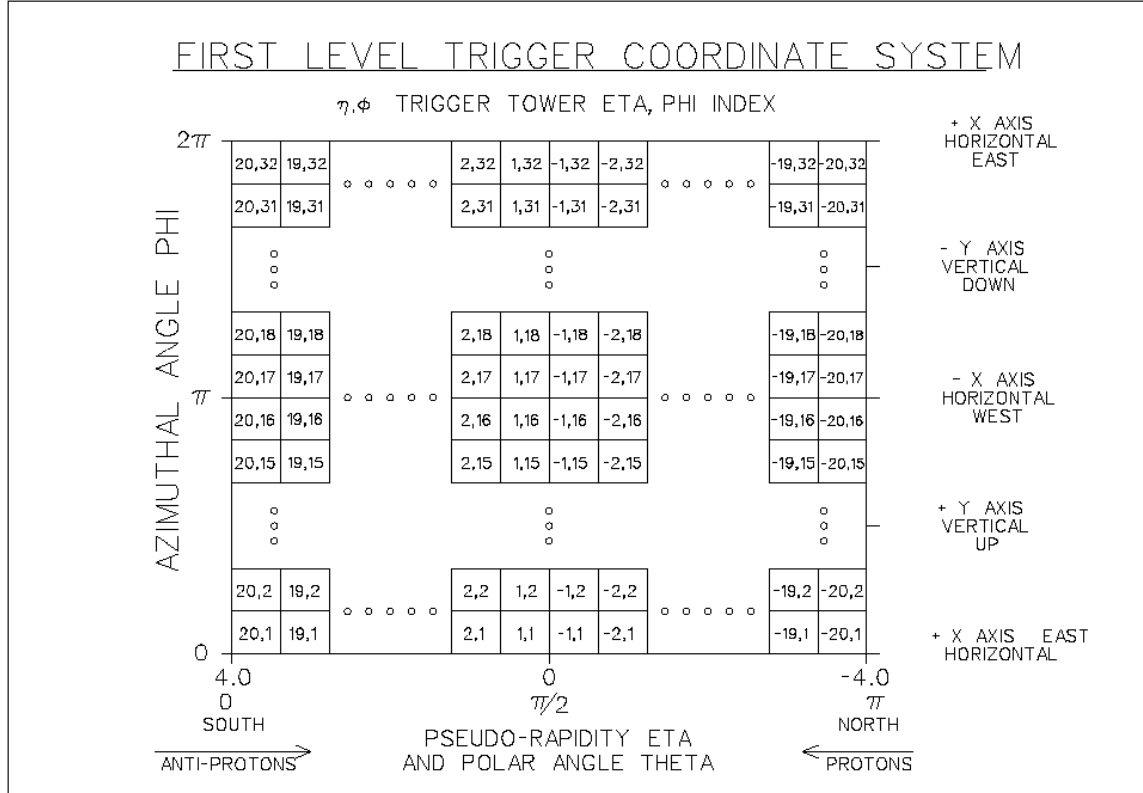 FIRST LEVEL TRIGGER COORDINATE SYSTEM
η,ϕ TRIGGER TOWER ETA, PHI INDEX
2π
20,32 19,32 2,32 1,32 -1,32 -2,32 -19,32 -20,32
20,31 19,31 2,31 1,31 -1,31 -2,31 -19,31 -20,31
20,18 19,18 2,18 1,18 -1,18 -2,18 -19,18 -20,18
20,17 19,17 2,17 1,17 -1,17 -2,17 -19,17 -20,17
π
20,16 19,16 2,16 1,16 -1,16 -2,16 -19,16 -20,16
20,15 19,15 2,15 1,15 -1,15 -2,15 -19,15 -20,15
20,2 19,2 2,2 1,2 -1,2 -2,2 -19,2 -20,2
20,1 19,1 2,1 1,1 -1,1 -2,1 -19,1 -20,1
0
AZIMUTHAL ANGLE PHI
+ X AXIS
HORIZONTAL
EAST
- Y AXIS
VERTICAL
DOWN
- X AXIS
HORIZONTAL
WEST
+ Y AXIS
VERTICAL
UP
+ X AXIS EAST
HORIZONTAL
4.0 0 -4.0
0 π/2 π
SOUTH NORTH
PSEUDO-RAPIDITY ETA
AND POLAR ANGLE THETA
ANTI-PROTONS PROTONS